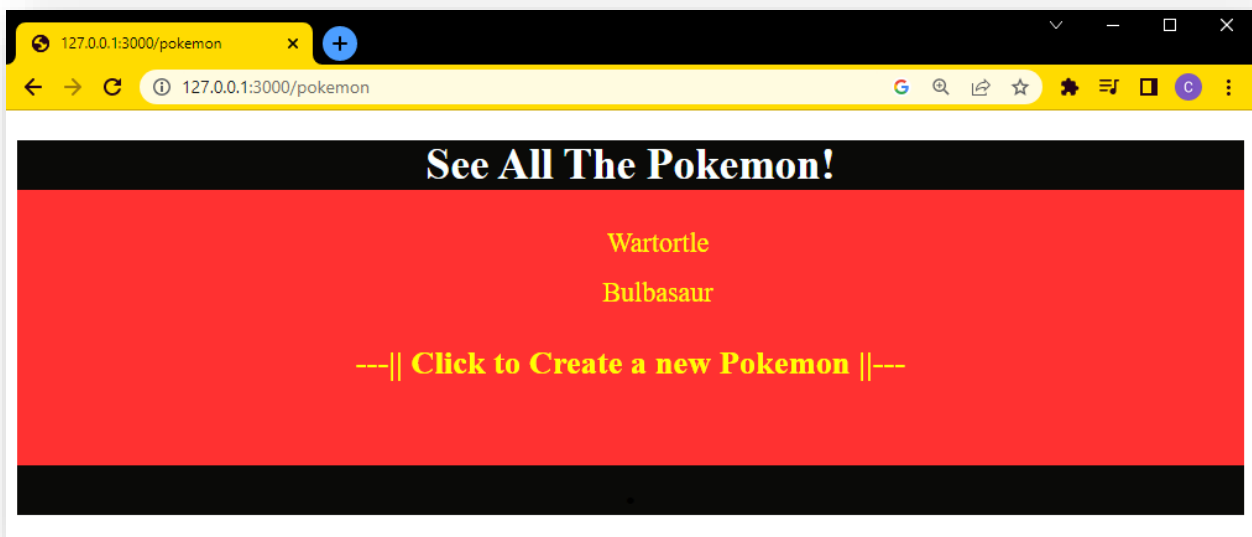 127.0.0.1:3000/pokemon
127.0.0.1:3000/pokemon
G
C
See All The Pokemon!
Wartortle
Bulbasaur
---|| Click to Create a new Pokemon ||---
.